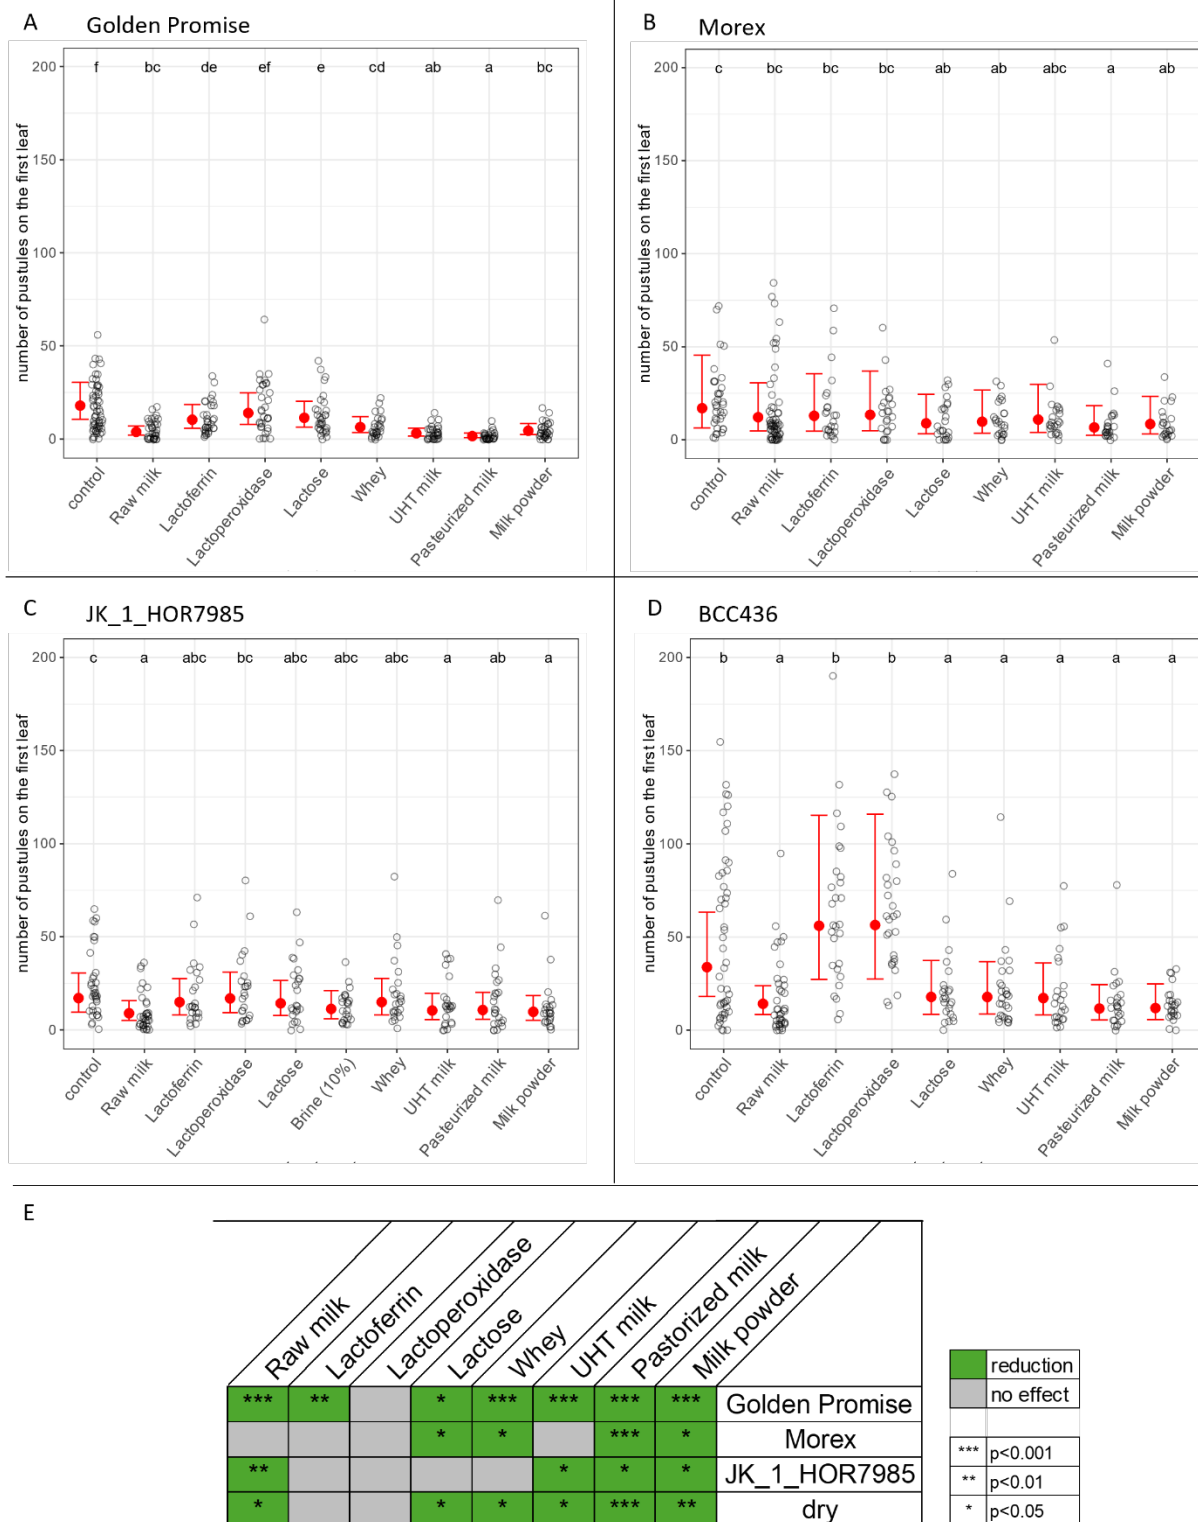 A Golden Promise
200 f bc de ef e cd ab a bc
150
100
50
0
number of pustules on the first leaf
control Raw milk Lactoferrin Lactoperoxidase Lactose Whey UHT milk Pasteurized milk Milk powder
B Morex
200 c bc bc bc ab ab abc a ab
150
100
50
0
number of pustules on the first leaf
control Raw milk Lactoferrin Lactoperoxidase Lactose Whey UHT milk Pasteurized milk Milk powder
C JK_1_HOR7985
200 c a abc bc abc abc abc a ab a
150
100
50
0
number of pustules on the first leaf
control Raw milk Lactoferrin Lactoperoxidase Lactose Brine (10%) Whey UHT milk Pasteurized milk Milk powder
D BCC436
200 b a b b a a a a a
150
100
50
0
number of pustules on the first leaf
control Raw milk Lactoferrin Lactoperoxidase Lactose Whey UHT milk Pasteurized milk Milk powder
E
Raw milk Lactoferrin Lactoperoxidase Lactose Whey UHT milk Pastorized milk Milk powder
*** ** * *** *** *** *** Golden Promise
* * *** * Morex
** * * * JK_1_HOR7985
* * * * *** ** dry
reduction
no effect
*** p<0.001
** p<0.01
* p<0.05